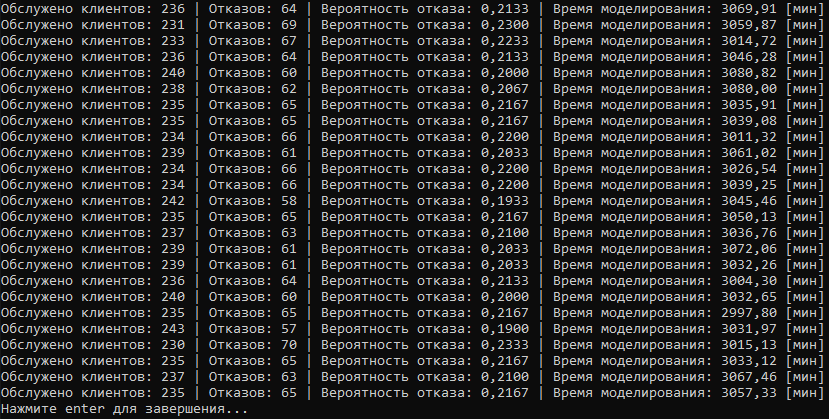 Обслужено клиентов: 236 | Отказов: 64 | Вероятность отказа: 0,2133 | Время моделирования: 3069,91 [мин]
Обслужено клиентов: 231 | Отказов: 69 | Вероятность отказа: 0,2300 | Время моделирования: 3059,87 [мин]
Обслужено клиентов: 233 | Отказов: 67 | Вероятность отказа: 0,2233 | Время моделирования: 3014,72 [мин]
Обслужено клиентов: 236 | Отказов: 64 | Вероятность отказа: 0,2133 | Время моделирования: 3046,28 [мин]
Обслужено клиентов: 240 | Отказов: 60 | Вероятность отказа: 0,2000 | Время моделирования: 3080,82 [мин]
Обслужено клиентов: 238 | Отказов: 62 | Вероятность отказа: 0,2067 | Время моделирования: 3080,00 [мин]
Обслужено клиентов: 235 | Отказов: 65 | Вероятность отказа: 0,2167 | Время моделирования: 3035,91 [мин]
Обслужено клиентов: 235 | Отказов: 65 | Вероятность отказа: 0,2167 | Время моделирования: 3039,08 [мин]
Обслужено клиентов: 234 | Отказов: 66 | Вероятность отказа: 0,2200 | Время моделирования: 3011,32 [мин]
Обслужено клиентов: 239 | Отказов: 61 | Вероятность отказа: 0,2033 | Время моделирования: 3061,02 [мин]
Обслужено клиентов: 234 | Отказов: 66 | Вероятность отказа: 0,2200 | Время моделирования: 3026,54 [мин]
Обслужено клиентов: 234 | Отказов: 66 | Вероятность отказа: 0,2200 | Время моделирования: 3039,25 [мин]
Обслужено клиентов: 242 | Отказов: 58 | Вероятность отказа: 0,1933 | Время моделирования: 3045,46 [мин]
Обслужено клиентов: 235 | Отказов: 65 | Вероятность отказа: 0,2167 | Время моделирования: 3050,13 [мин]
Обслужено клиентов: 237 | Отказов: 63 | Вероятность отказа: 0,2100 | Время моделирования: 3036,76 [мин]
Обслужено клиентов: 239 | Отказов: 61 | Вероятность отказа: 0,2033 | Время моделирования: 3072,06 [мин]
Обслужено клиентов: 239 | Отказов: 61 | Вероятность отказа: 0,2033 | Время моделирования: 3032,26 [мин]
Обслужено клиентов: 236 | Отказов: 64 | Вероятность отказа: 0,2133 | Время моделирования: 3004,30 [мин]
Обслужено клиентов: 240 | Отказов: 60 | Вероятность отказа: 0,2000 | Время моделирования: 3032,65 [мин]
Обслужено клиентов: 235 | Отказов: 65 | Вероятность отказа: 0,2167 | Время моделирования: 2997,80 [мин]
Обслужено клиентов: 243 | Отказов: 57 | Вероятность отказа: 0,1900 | Время моделирования: 3031,97 [мин]
Обслужено клиентов: 230 | Отказов: 70 | Вероятность отказа: 0,2333 | Время моделирования: 3015,13 [мин]
Обслужено клиентов: 235 | Отказов: 65 | Вероятность отказа: 0,2167 | Время моделирования: 3033,12 [мин]
Обслужено клиентов: 237 | Отказов: 63 | Вероятность отказа: 0,2100 | Время моделирования: 3067,46 [мин]
Обслужено клиентов: 235 | Отказов: 65 | Вероятность отказа: 0,2167 | Время моделирования: 3057,33 [мин]
Нажмите enter для завершения...